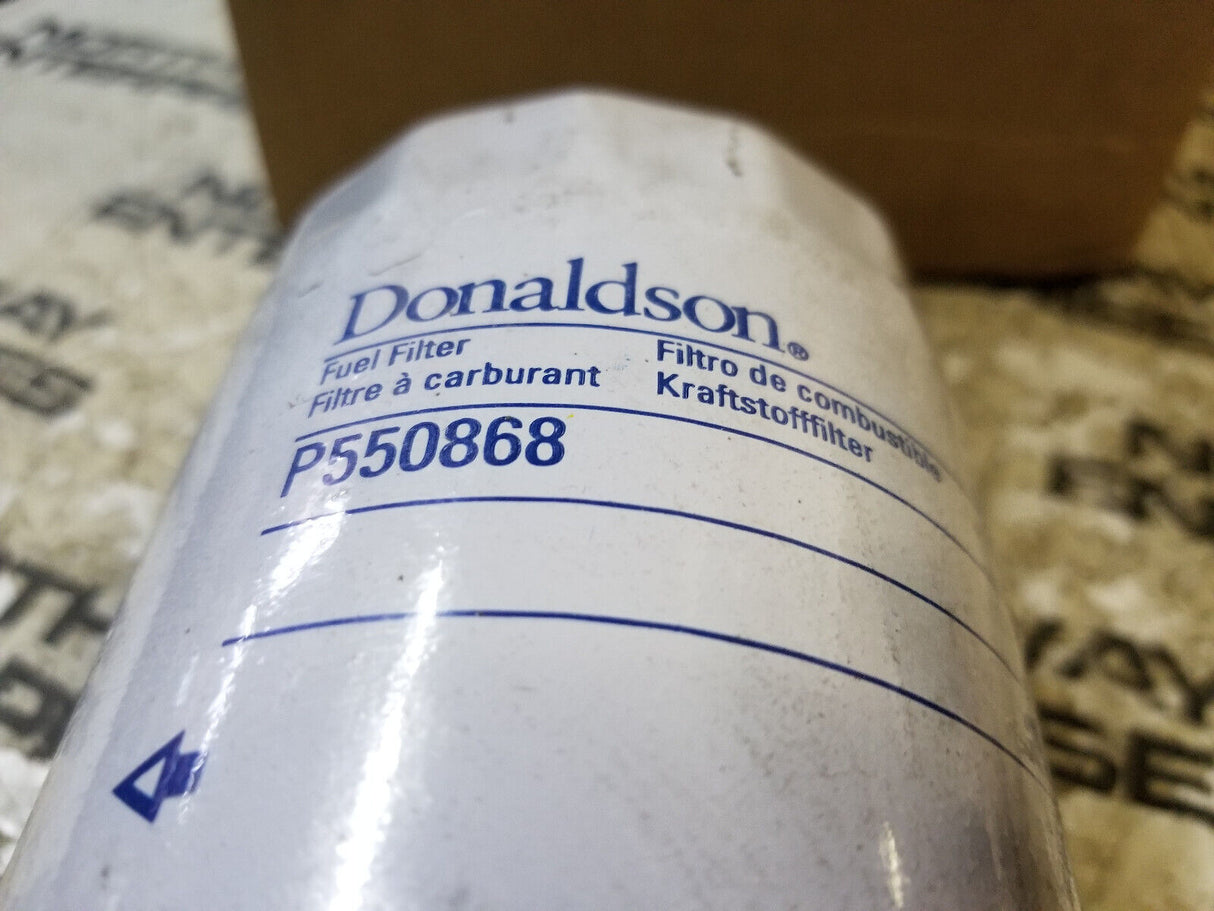 Donaldson®
Fuel Filter
Filtre à carburant
Filtro de combustible
Kraftstofffilter
P550868